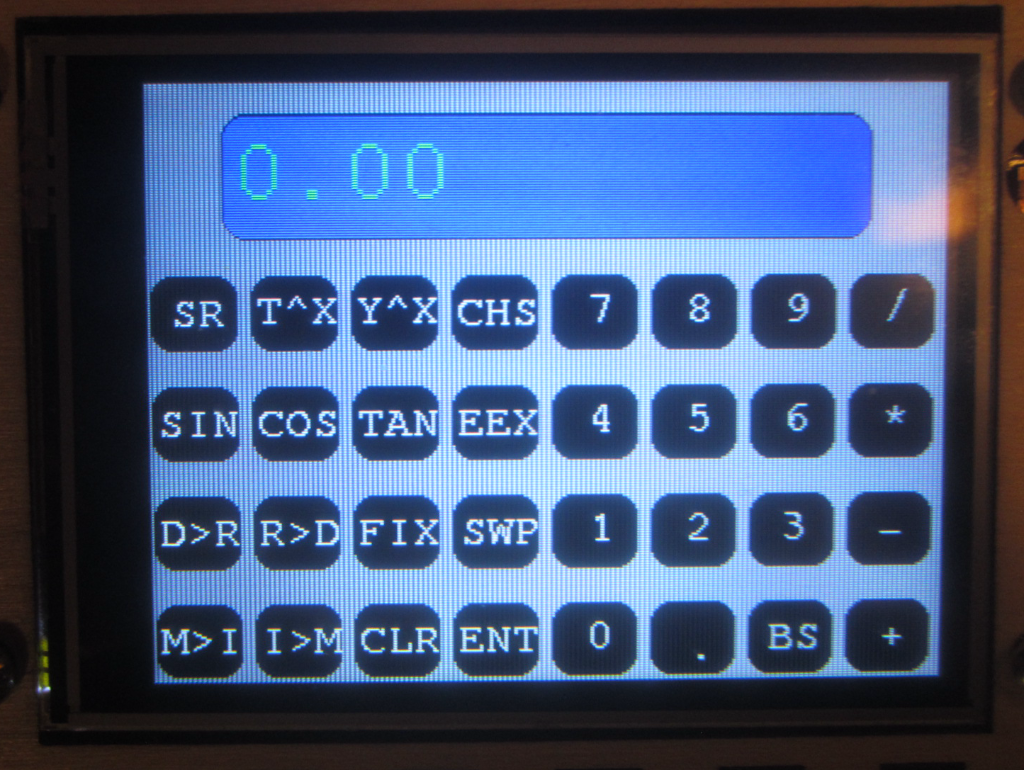 0.00
SR T^X Y^X CHS 7 8 9 /
SIN COS TAN EEX 4 5 6 *
D>R R>D FIX SWP 1 2 3 -
M>I I>M CLR ENT 0 . BS +